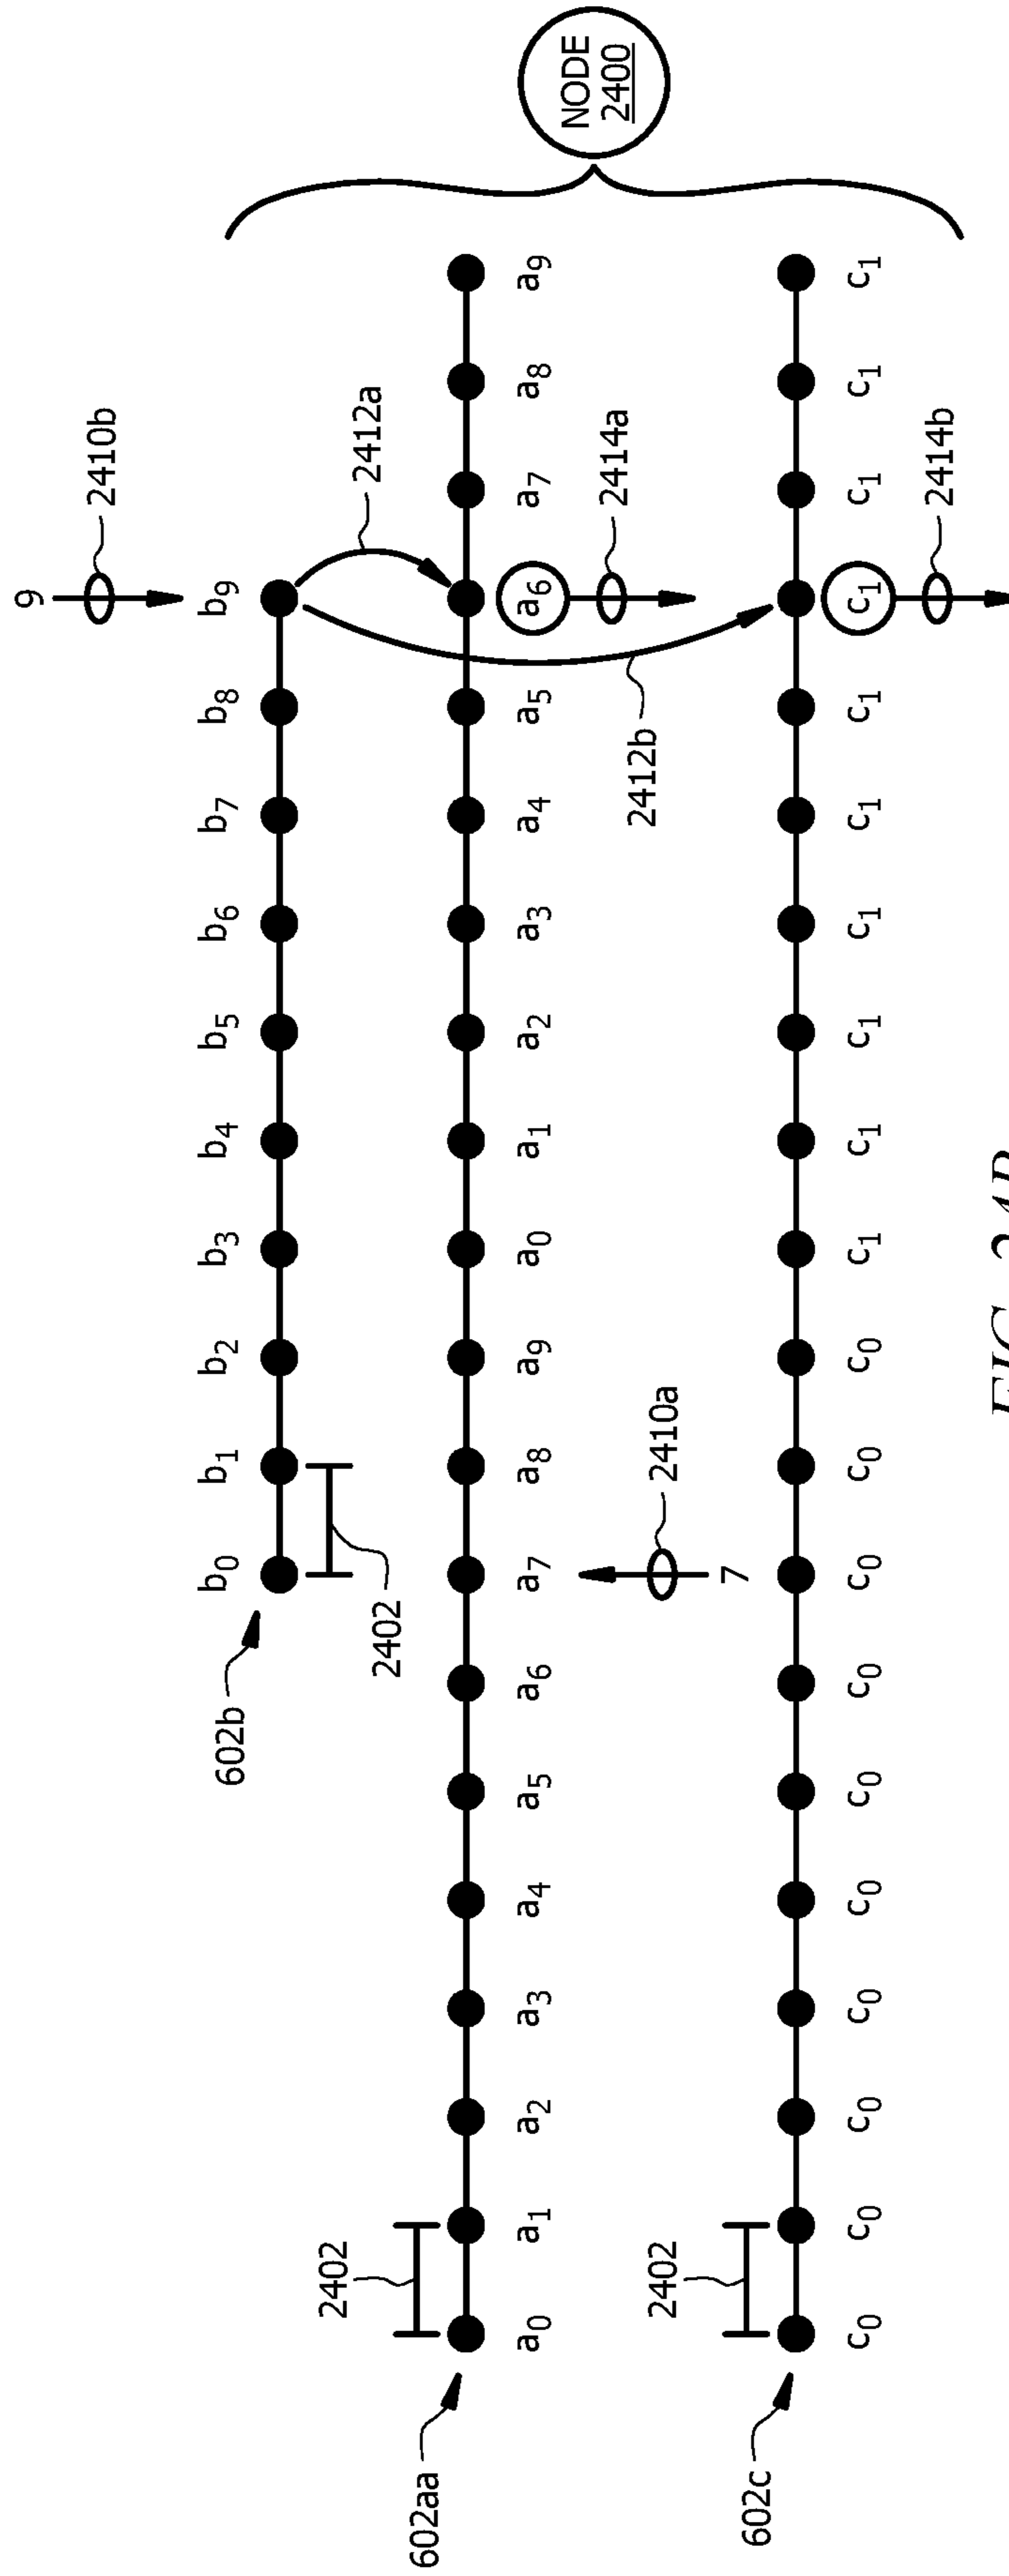 9
2410b
b₀ b₁ b₂ b₃ b₄ b₅ b₆ b₇ b₈ b₉
602b
2412a
2402
2402
602aa
a₀ a₁ a₂ a₃ a₄ a₅ a₆ a₇ a₈ a₉ a₀ a₁ a₂ a₃ a₄ a₅ a₆ a₇ a₈ a₉
NODE
2400
2414a
2410a
2412b
7
2402
602c
c₀ c₀ c₀ c₀ c₀ c₀ c₀ c₀ c₀ c₀ c₁ c₁ c₁ c₁ c₁ c₁ c₁ c₁ c₁ c₁
2414b
FIG.